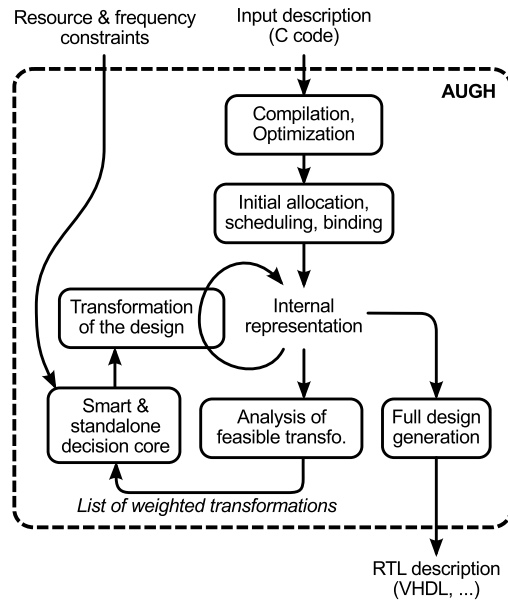 Resource & frequency
constraints
Input description
(C code)
AUGH
Compilation,
Optimization
Initial allocation,
scheduling, binding
Transformation
of the design
Internal
representation
Smart &
standalone
decision core
Analysis of
feasible transfo.
Full design
generation
List of weighted transformations
RTL description
(VHDL, ...)